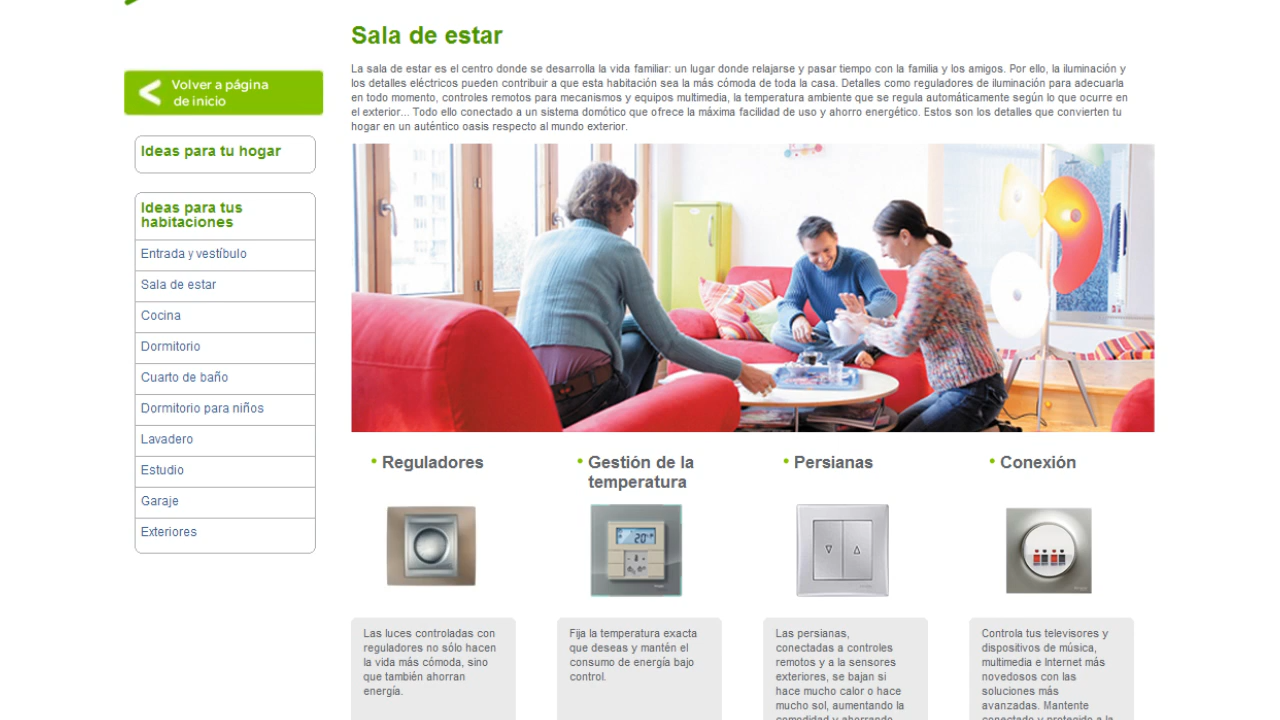 Sala de estar
La sala de estar es el centro donde se desarrolla la vida familiar: un lugar donde relajarse y pasar tiempo con la familia y los amigos. Por ello, la iluminación y
los detalles eléctricos pueden contribuir a que esta habitación sea la más cómoda de toda la casa. Detalles como reguladores de iluminación para adecuarla
en todo momento, controles remotos para mecanismos y equipos multimedia, la temperatura ambiente que se regula automáticamente según lo que ocurre en
el exterior... Todo ello conectado a un sistema domótico que ofrece la máxima facilidad de uso y ahorro energético. Estos son los detalles que convierten tu
hogar en un auténtico oasis respecto al mundo exterior.
Volver a página
de inicio
Ideas para tu hogar
Ideas para tus
habitaciones
Entrada y vestíbulo
Sala de estar
Cocina
Dormitorio
Cuarto de baño
Dormitorio para niños
Lavadero
Estudio
Garaje
Exteriores
• Reguladores
Las luces controladas con
reguladores no sólo hacen
la vida más cómoda, sino
que también ahorran
energía.
• Gestión de la
temperatura
20°
Fija la temperatura exacta
que deseas y mantén el
consumo de energía bajo
control.
• Persianas
Las persianas,
conectadas a controles
remotos y a la sensores
exteriores, se bajan si
hace mucho calor o hace
mucho sol, aumentando la
comodidad y ahorrando
• Conexión
Controla tus televisores y
dispositivos de música,
multimedia e Internet más
novedosos con las
soluciones más
avanzadas. Mantente
conectado y protegido a la